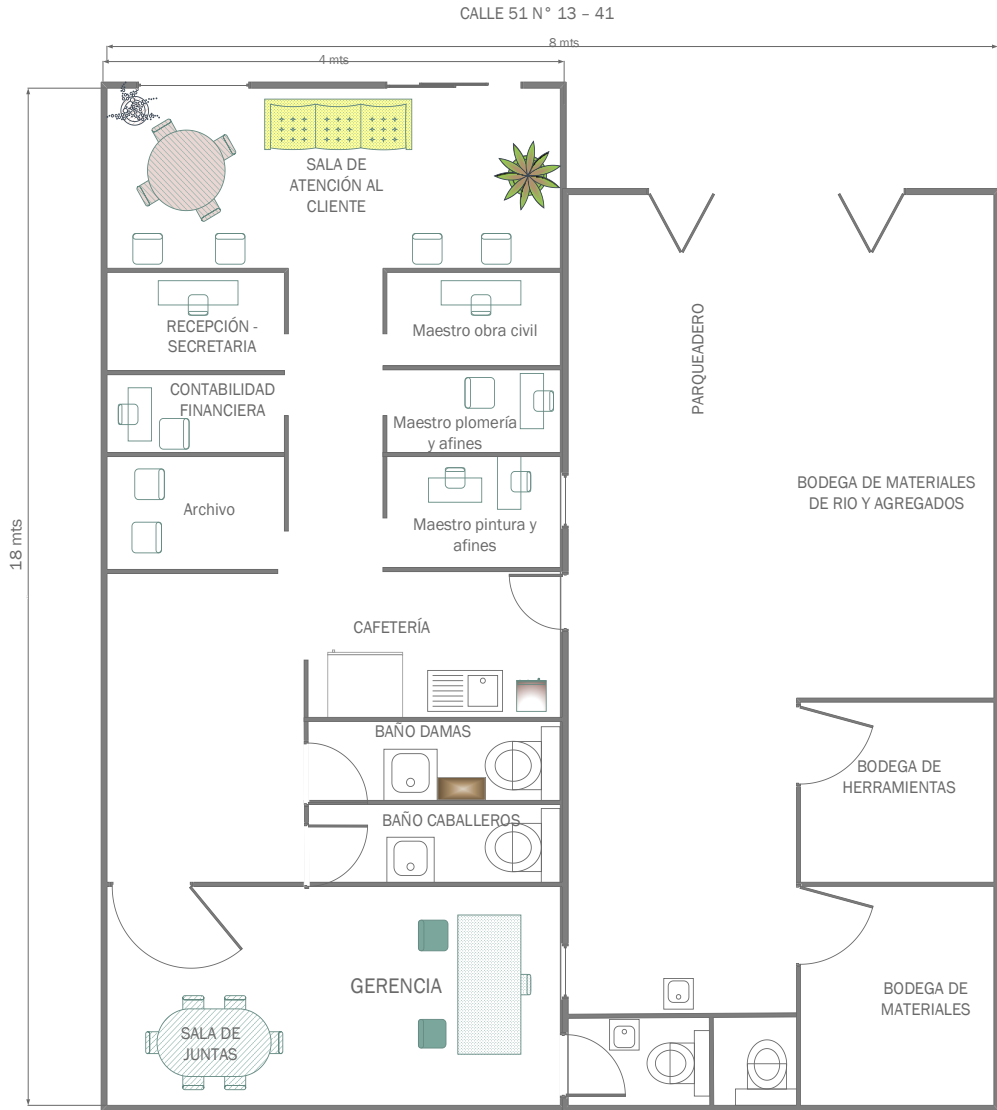 CALLE 51 N° 13 – 41
8 mts
4 mts
SALA DE
ATENCIÓN AL
CLIENTE
RECEPCIÓN -
SECRETARIA
Maestro obra civil
PARQUEADERO
CONTABILIDAD
FINANCIERA
Maestro plomería
y afines
Archivo
Maestro pintura y
afines
BODEGA DE MATERIALES
DE RIO Y AGREGADOS
18 mts
CAFETERÍA
BAÑO DAMAS
BODEGA DE
HERRAMIENTAS
BAÑO CABALLEROS
GERENCIA
BODEGA DE
MATERIALES
SALA DE
JUNTAS